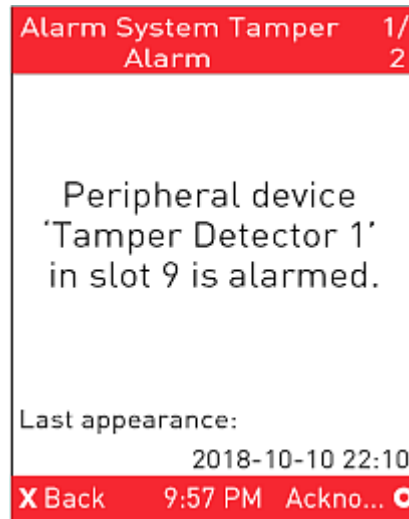 Alarm System Tamper 1/
Alarm 2
Peripheral device
'Tamper Detector 1'
in slot 9 is alarmed.
Last appearance:
2018-10-10 22:10
X Back 9:57 PM Ackno...